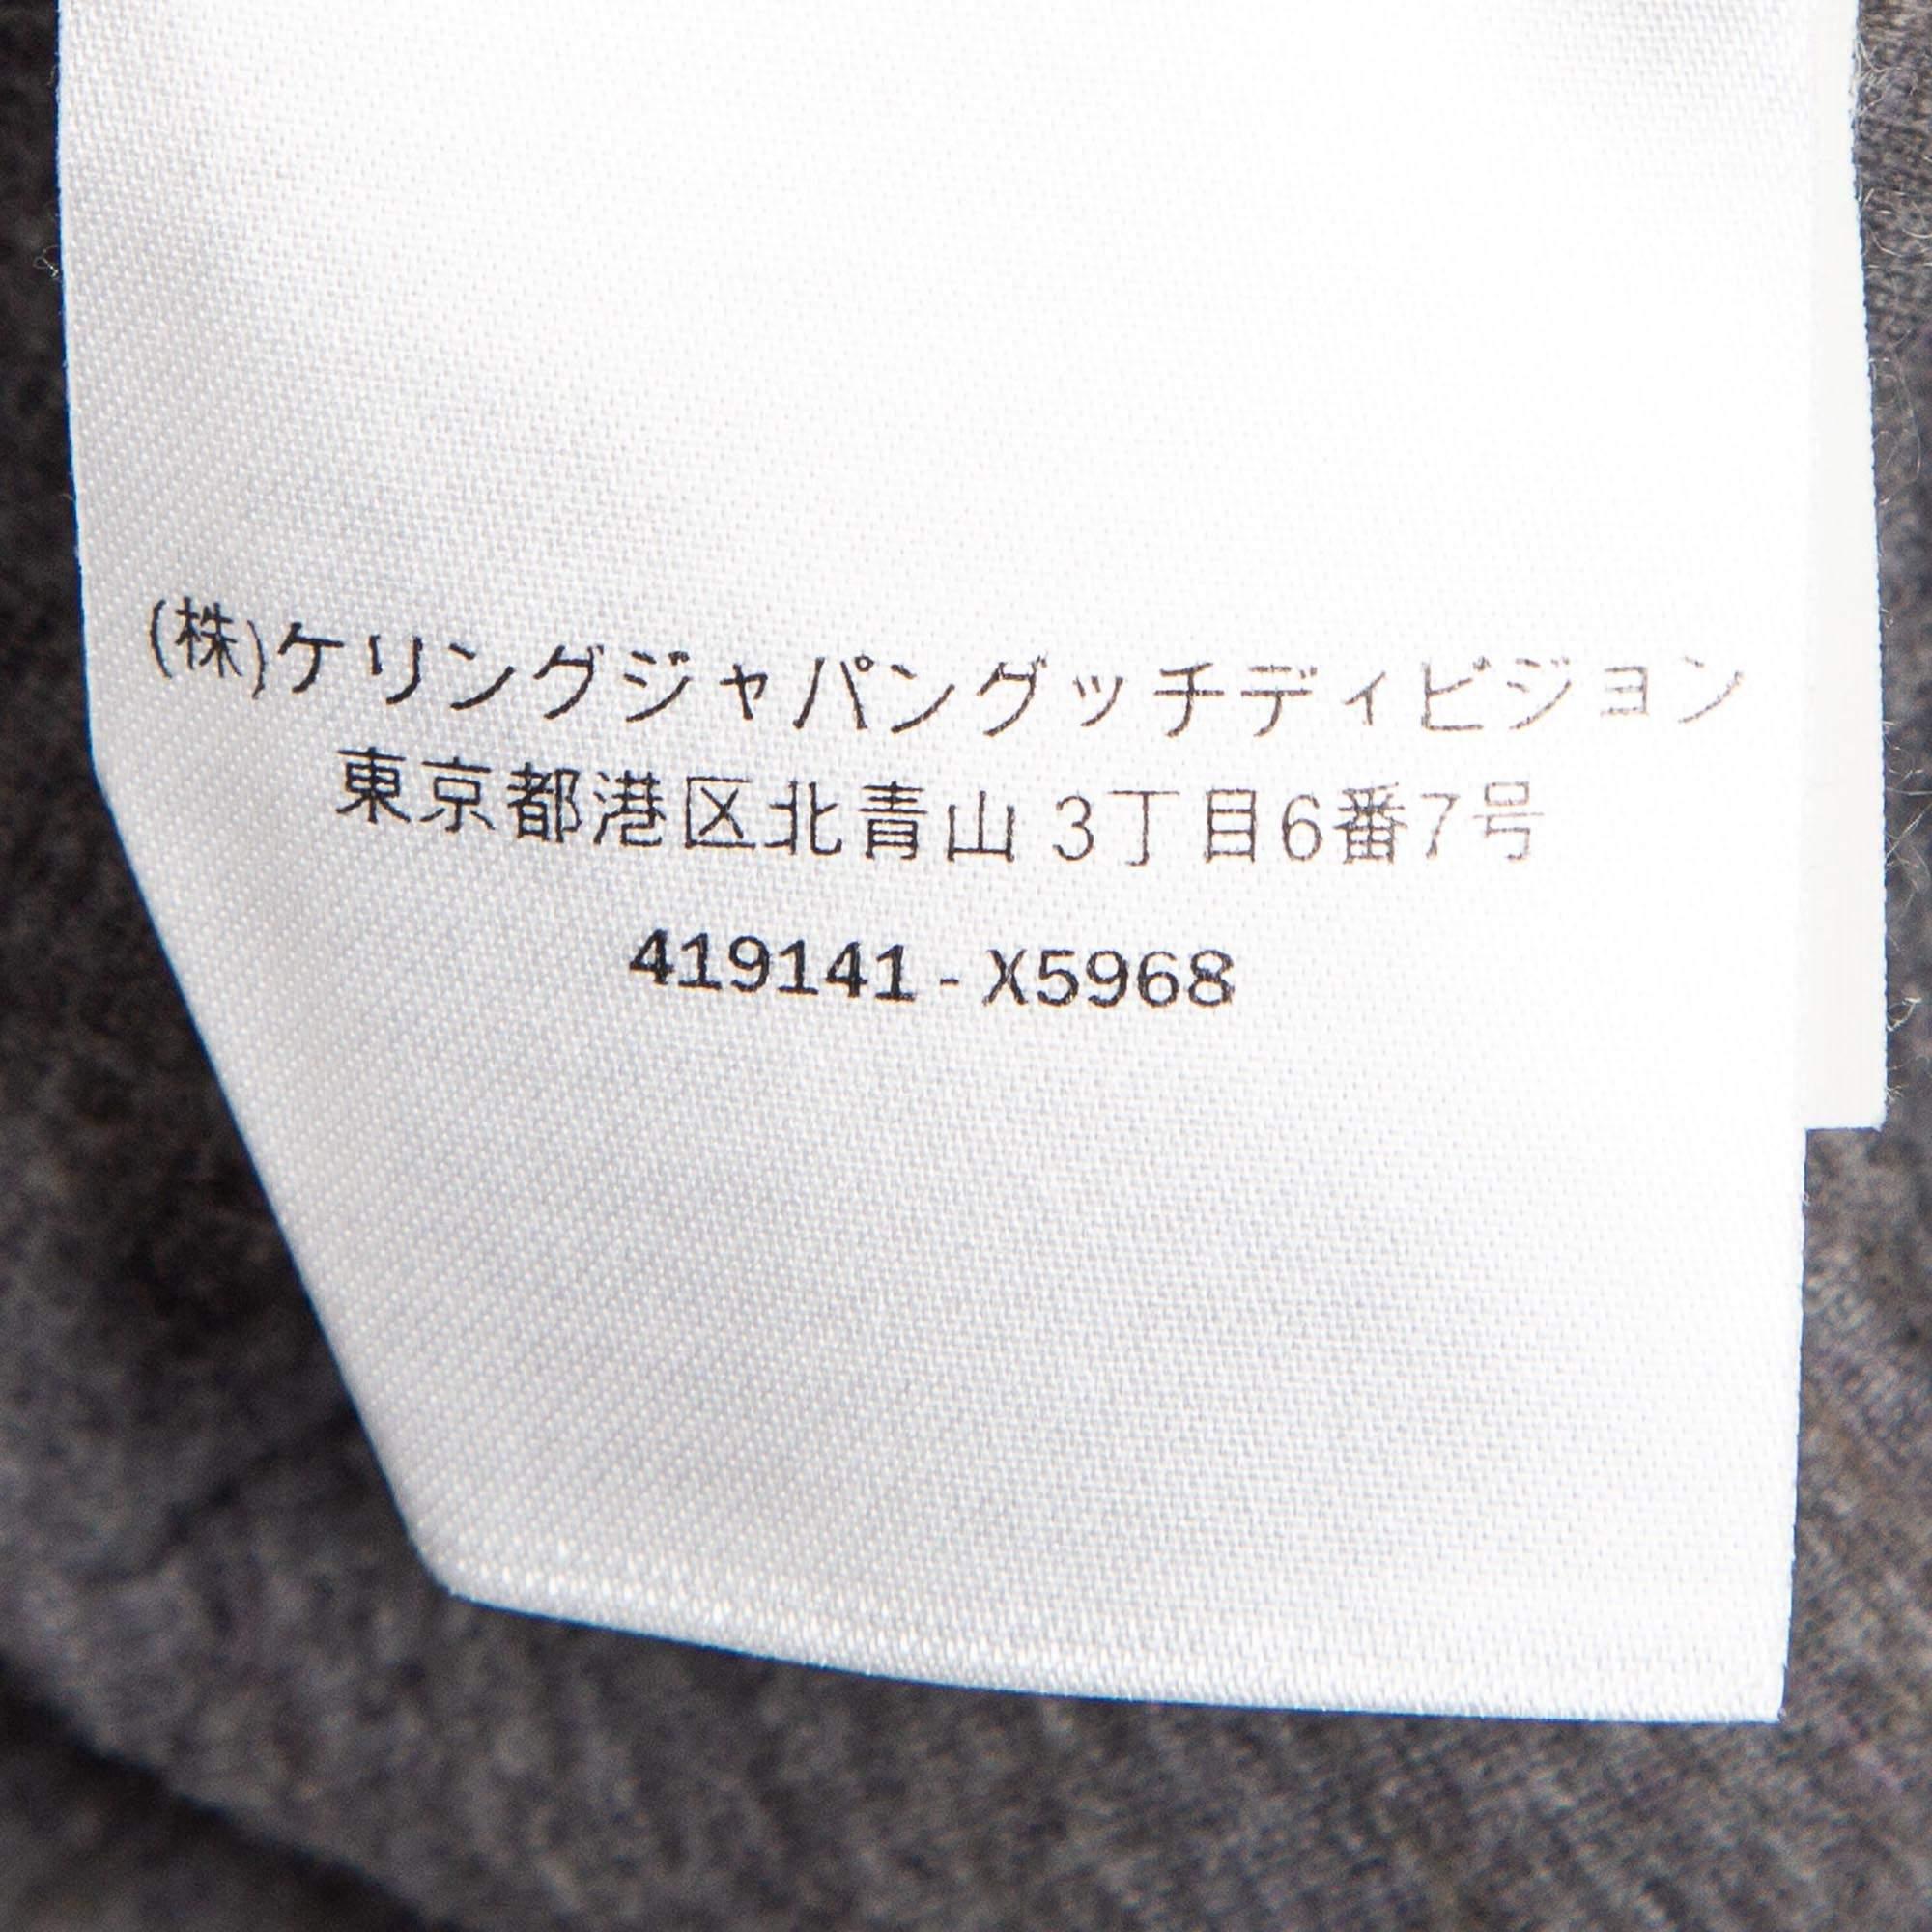 (株)ケリングジャパングッチディビジョン
東京都港区北青山 3丁目6番7号
419141 - X5968